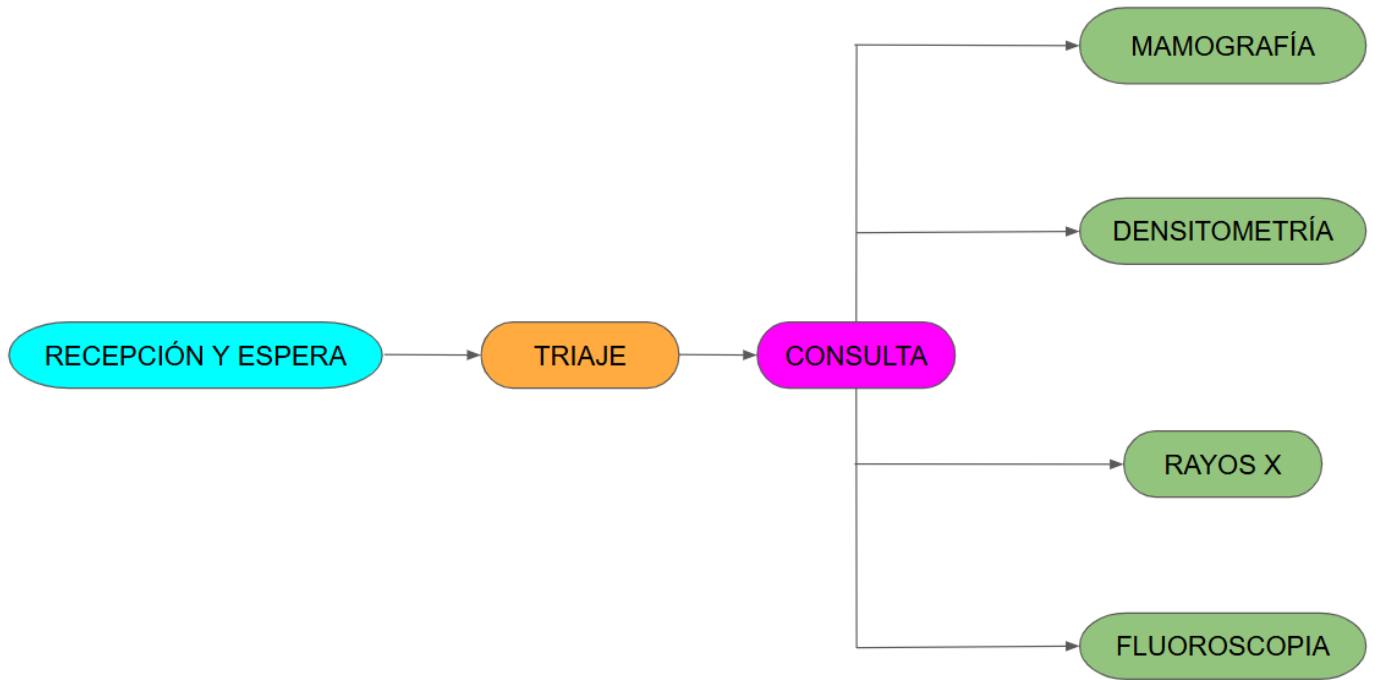 MAMOGRAFÍA
DENSITOMETRÍA
RECEPCIÓN Y ESPERA
TRIAJE
CONSULTA
RAYOS X
FLUOROSCOPIA